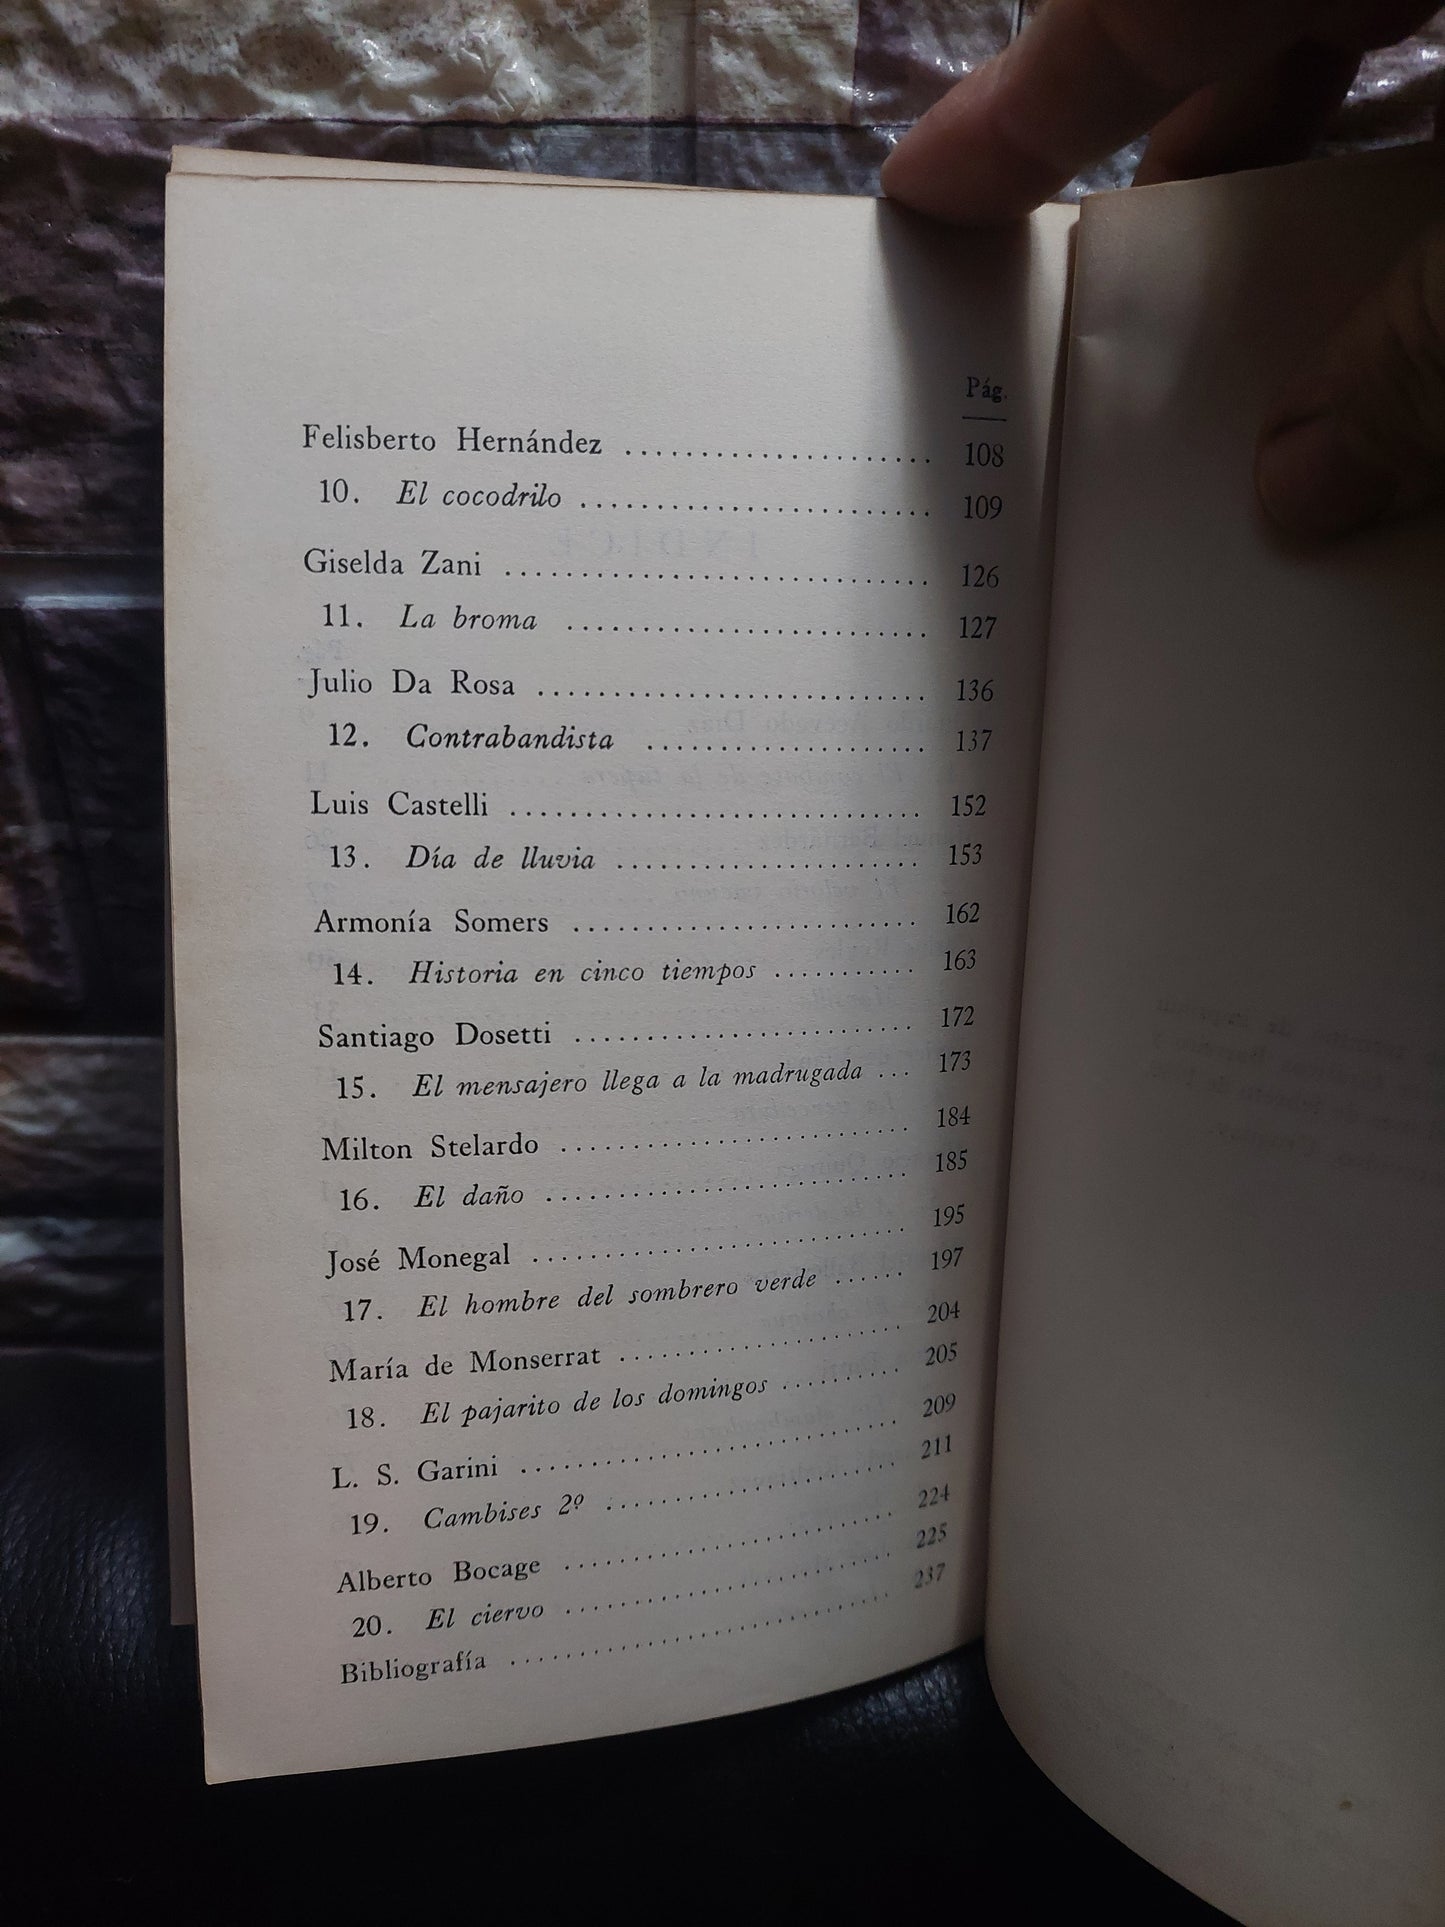 Pág.
Felisberto Hernández ..................... 108
10. El cocodrilo ........................ 109
Giselda Zani ............................ 126
11. La broma ........................ 127
Julio Da Rosa .......................... 136
12. Contrabandista ................... 137
Luis Castelli ........................... 152
13. Día de lluvia .................... 153
Armonía Somers ....................... 162
14. Historia en cinco tiempos .......... 163
Santiago Dosetti ....................... 172
15. El mensajero llega a la madrugada ... 173
Milton Stelardo ........................ 184
16. El daño ......................... 185
José Monegal .......................... 195
17. El hombre del sombrero verde ...... 197
María de Monserrat ................... 204
18. El pajarito de los domingos .......... 205
L. S. Garini ........................... 209
19. Cambises 2º ..................... 211
Alberto Bocage ........................ 224
20. El ciervo ........................ 225
Bibliografía ............................ 237